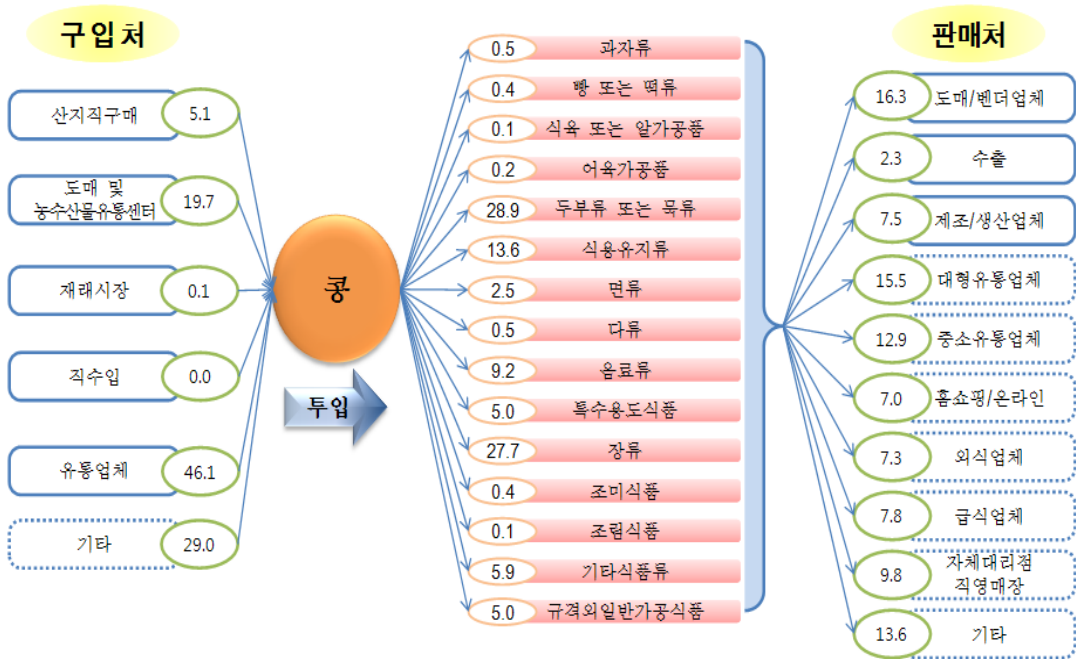 구입처
산지직구매 5.1
도매 및
농수산물유통센터 19.7
재래시장 0.1
직수입 0.0
유통업체 46.1
기타 29.0
콩
투입
0.5 과자류
0.4 빵 또는 떡류
0.1 식육 또는 알가공품
0.2 어육가공품
28.9 두부류 또는 묵류
13.6 식용유지류
2.5 면류
0.5 다류
9.2 음료류
5.0 특수용도식품
27.7 장류
0.4 조미식품
0.1 조림식품
5.9 기타식품류
5.0 규격외일반가공식품
판매처
16.3 도매/벤더업체
2.3 수출
7.5 제조/생산업체
15.5 대형유통업체
12.9 중소유통업체
7.0 홈쇼핑/온라인
7.3 외식업체
7.8 급식업체
9.8 자체대리점
직영매장
13.6 기타